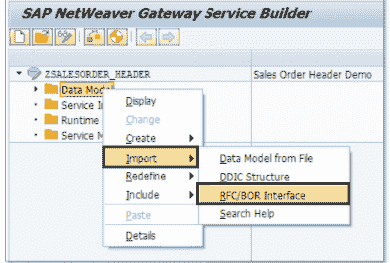 SAP NetWeaver Gateway Service Builder
ZSALESORDER_HEADER Sales Order Header Demo
Data Model
Service I
Runtime
Service M
Display
Change
Create
Import
Redefine
Include
Paste
Details
Data Model from File
DDIC Structure
RFC/BOR Interface
Search Help